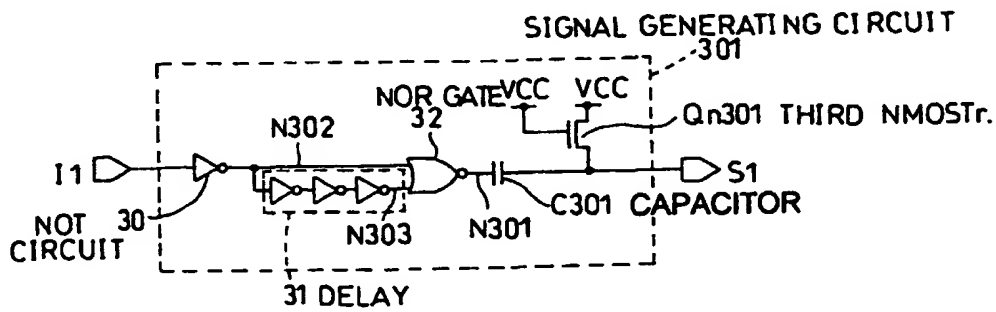 SIGNAL GENERATING CIRCUIT
301
VCC VCC
NOR GATE
32
Qn301 THIRD NMOSTr.
N302
I1
S1
30
NOT
CIRCUIT
N303
N301
C301 CAPACITOR
31 DELAY